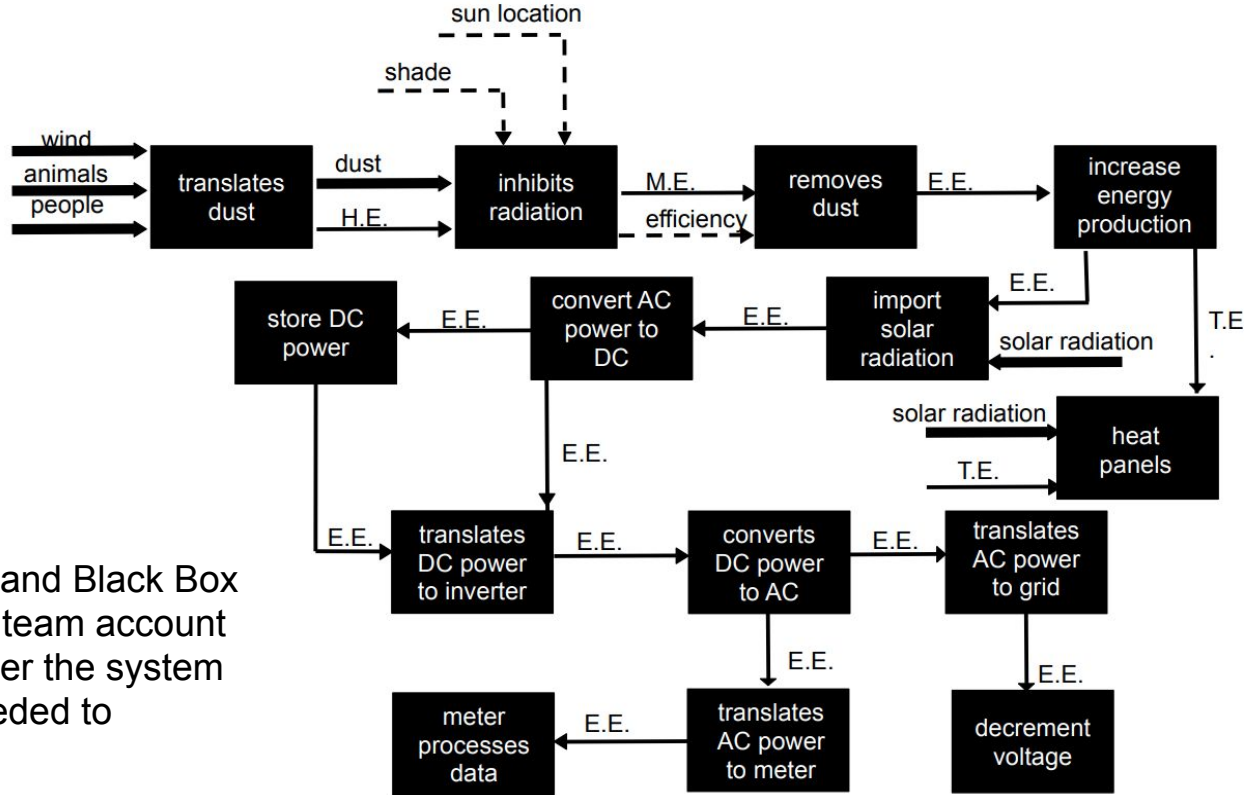 sun location
shade
wind
animals
people
translates
dust
dust
H.E.
inhibits
radiation
M.E.
efficiency
removes
dust
E.E.
increase
energy
production
store DC
power
E.E.
convert AC
power to
DC
E.E.
import
solar
radiation
E.E.
solar radiation
T.E
.
solar radiation
T.E.
heat
panels
E.E.
E.E.
translates
DC power
to inverter
E.E.
converts
DC power
to AC
E.E.
translates
AC power
to grid
and Black Box
team account
er the system
eded to
E.E.
E.E.
meter
processes
data
E.E.
translates
AC power
to meter
decrement
voltage